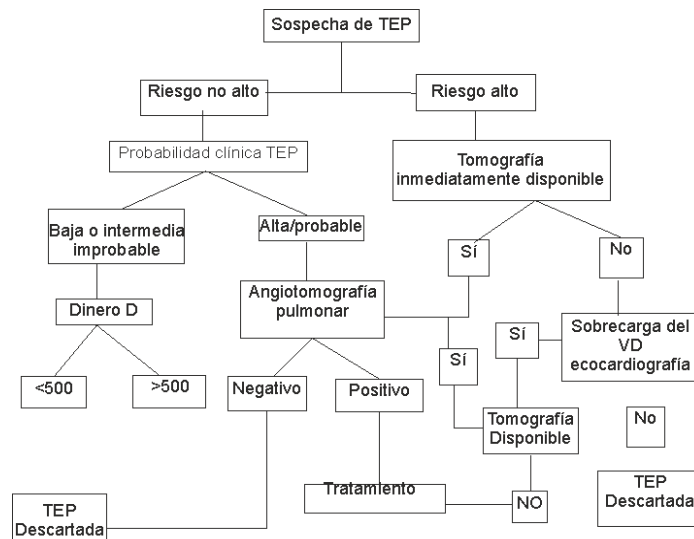 Sospecha de TEP
Riesgo no alto
Riesgo alto
Probabilidad clínica TEP
Tomografía
inmediatamente disponible
Baja o intermedia
improbable
Alta/probable
Sí
No
Dinero D
Angiotomografía
pulmonar
Sí
Sobrecarga del
VD
ecocardiografía
Sí
<500
>500
Negativo
Positivo
Tomografía
Disponible
No
TEP
Descartada
Tratamiento
NO
TEP
Descartada